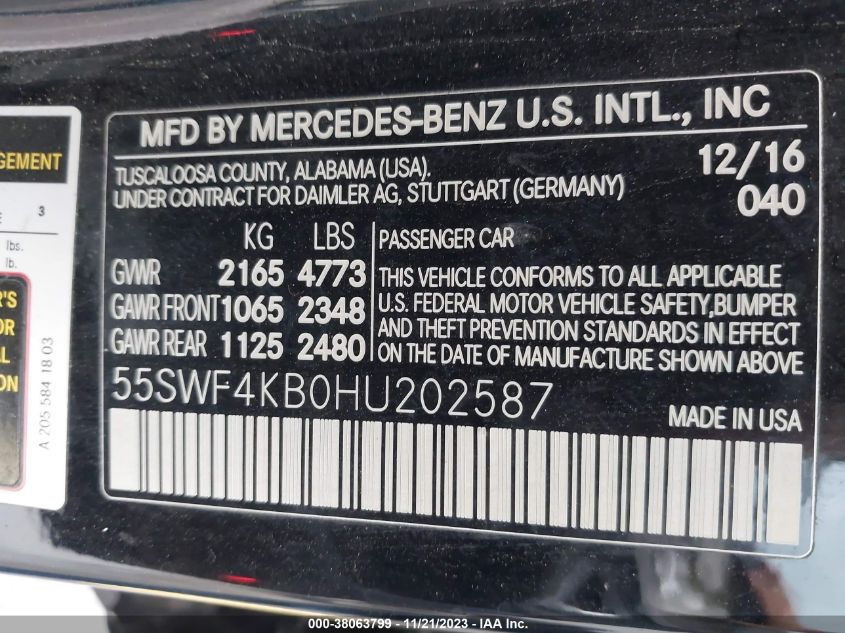 MFD BY MERCEDES-BENZ U.S. INTL., INC
TUSCALOOSA COUNTY, ALABAMA (USA).
UNDER CONTRACT FOR DAIMLER AG, STUTTGART (GERMANY)
12/16
040
KG LBS
GVWR 2165 4773
GAWR FRONT 1065 2348
GAWR REAR 1125 2480
PASSENGER CAR
THIS VEHICLE CONFORMS TO ALL APPLICABLE
U.S. FEDERAL MOTOR VEHICLE SAFETY, BUMPER
AND THEFT PREVENTION STANDARDS IN EFFECT
ON THE DATE OF MANUFACTURE SHOWN ABOVE
55SWF4KB0HU202587
MADE IN USA
GEMENT
E 3
lbs.
lb.
R'S
OR
AL
ON
A 205 584 18 03
000-38063799 - 11/21/2023 - IAA Inc.